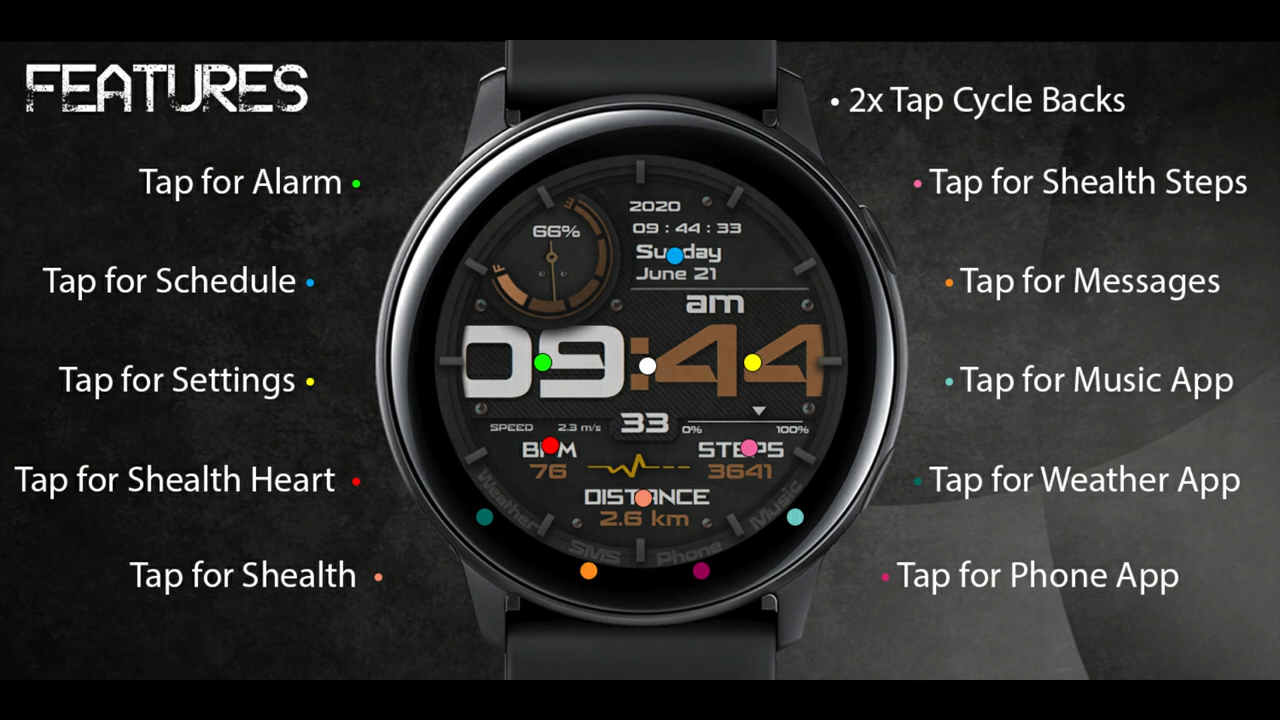 FEATURES
• 2x Tap Cycle Backs
Tap for Alarm •
• Tap for Shealth Steps
Tap for Schedule •
• Tap for Messages
Tap for Settings •
• Tap for Music App
Tap for Shealth Heart •
• Tap for Weather App
Tap for Shealth •
• Tap for Phone App
2020
66%
09 : 44 : 33
Sunday
June 21
E
F
am
09:44
33
SPEED 2.3 m/s
0% 100%
BPM
STEPS
76
3641
DISTANCE
2.6 km
Weather
SMS
Phone
Music